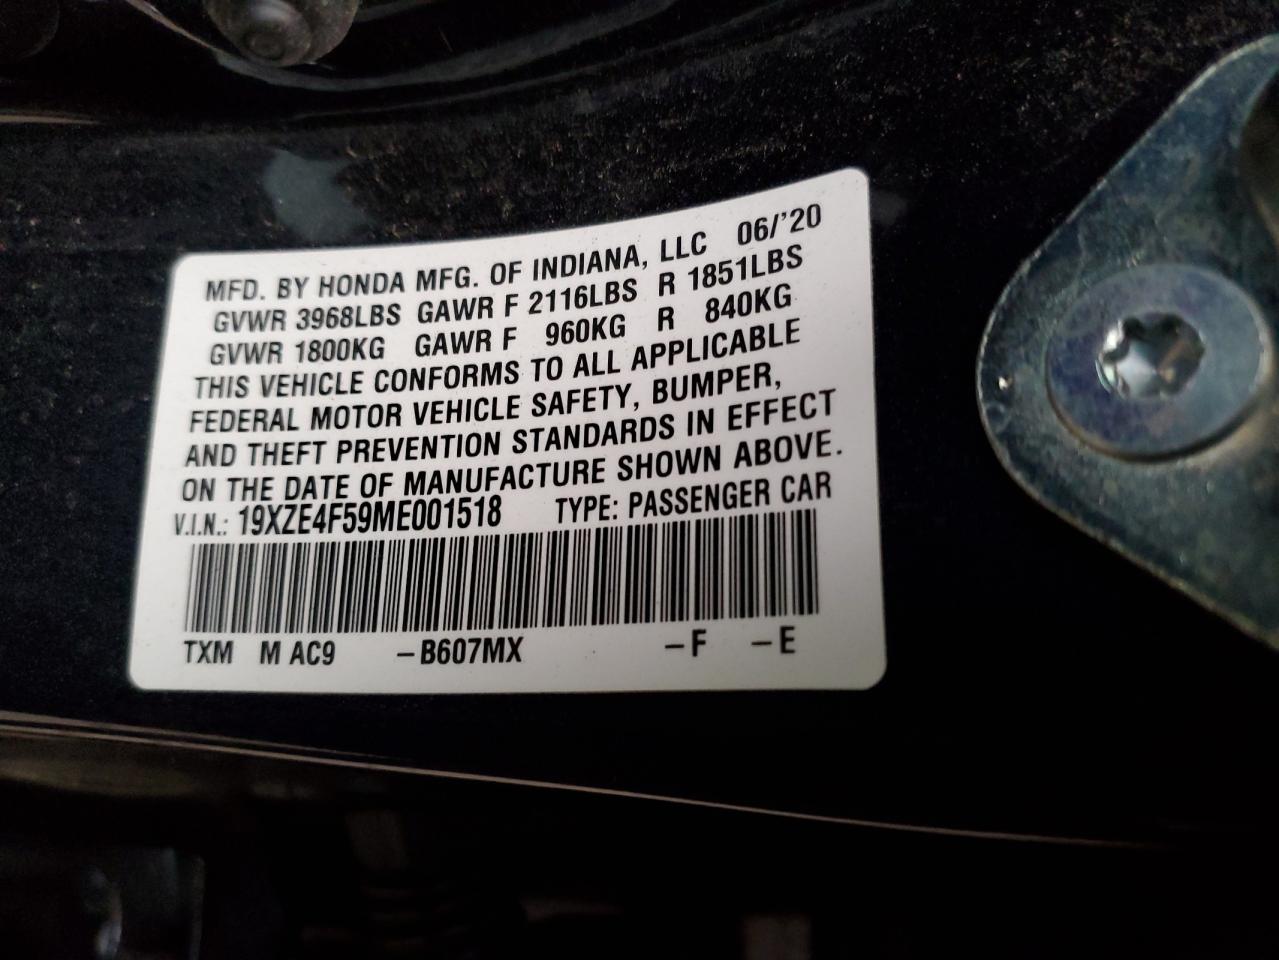 MFD. BY HONDA MFG. OF INDIANA, LLC 06/'20
GVWR 3968LBS GAWR F 2116LBS R 1851LBS
GVWR 1800KG GAWR F 960KG R 840KG
THIS VEHICLE CONFORMS TO ALL APPLICABLE
FEDERAL MOTOR VEHICLE SAFETY, BUMPER,
AND THEFT PREVENTION STANDARDS IN EFFECT
ON THE DATE OF MANUFACTURE SHOWN ABOVE.
V.I.N.: 19XZE4F59ME001518 TYPE: PASSENGER CAR
TXM M AC9 –B607MX –F –E